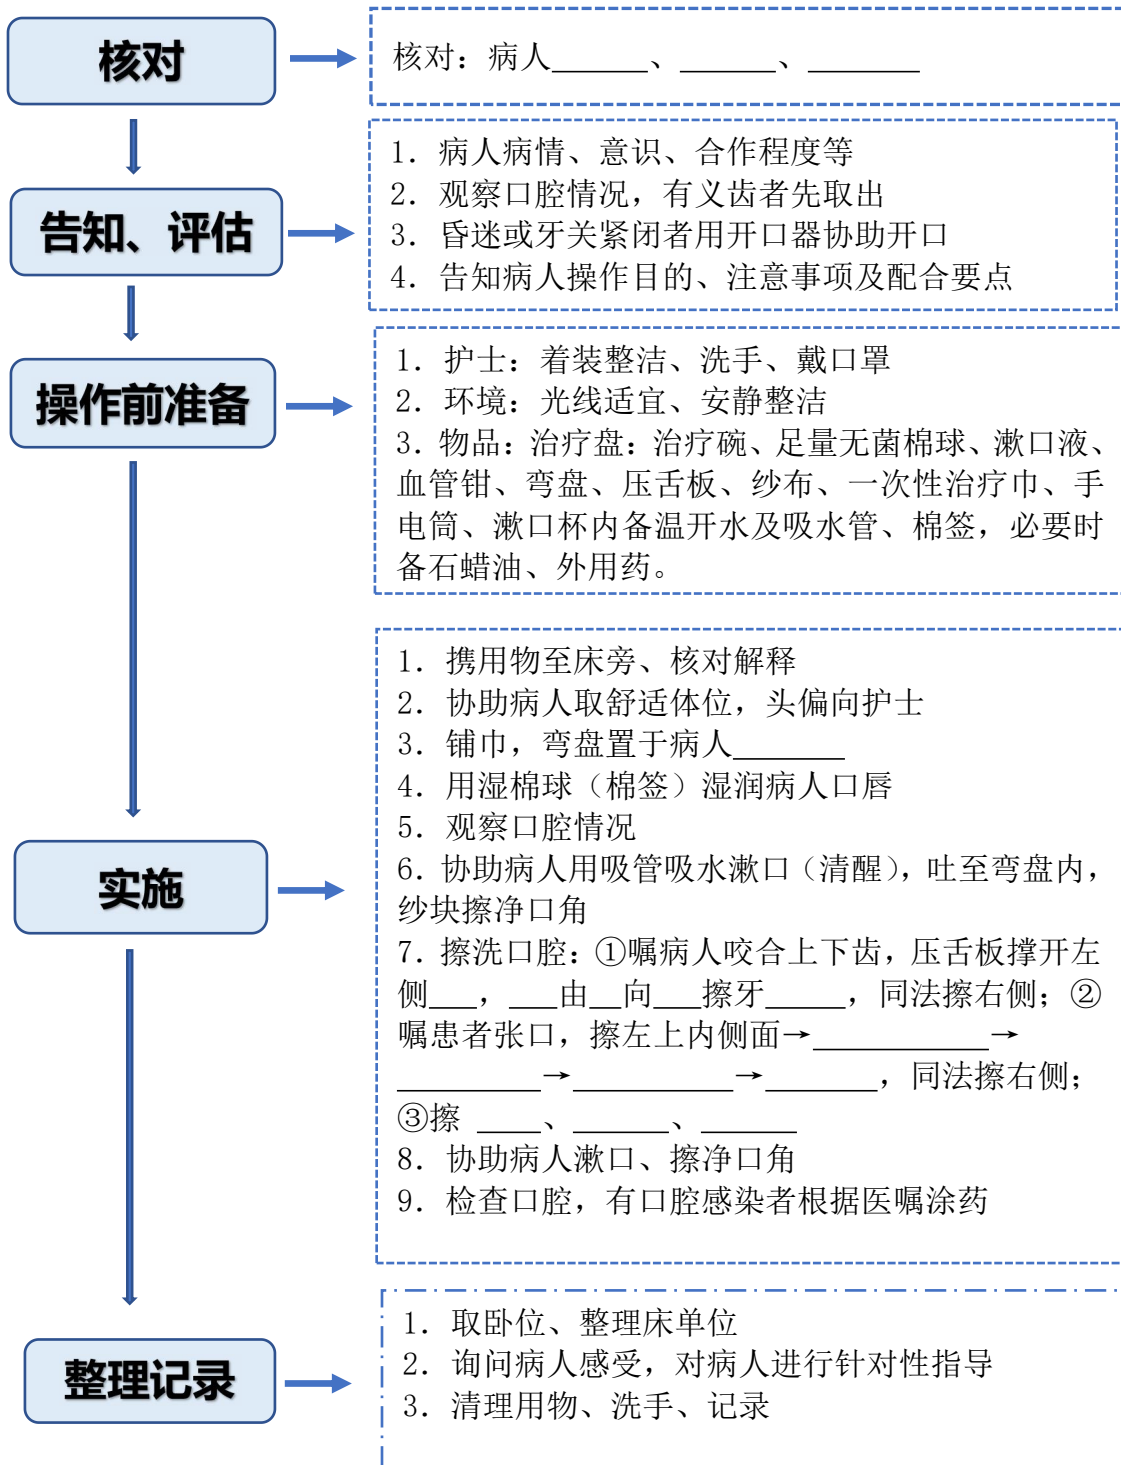 核对
核对：病人______、______、_______
告知、评估
1. 病人病情、意识、合作程度等
2. 观察口腔情况，有义齿者先取出
3. 昏迷或牙关紧闭者用开口器协助开口
4. 告知病人操作目的、注意事项及配合要点
操作前准备
1. 护士：着装整洁、洗手、戴口罩
2. 环境：光线适宜、安静整洁
3. 物品：治疗盘：治疗碗、足量无菌棉球、漱口液、
血管钳、弯盘、压舌板、纱布、一次性治疗巾、手
电筒、漱口杯内备温开水及吸水管、棉签，必要时
备石蜡油、外用药。
实施
1. 携用物至床旁、核对解释
2. 协助病人取舒适体位，头偏向护士
3. 铺巾，弯盘置于病人_______
4. 用湿棉球（棉签）湿润病人口唇
5. 观察口腔情况
6. 协助病人用吸管吸水漱口（清醒），吐至弯盘内，
纱块擦净口角
7. 擦洗口腔：①嘱病人咬合上下齿，压舌板撑开左
侧___，___由__向___擦牙_____，同法擦右侧；②
嘱患者张口，擦左上内侧面→___________→
_________→__________→_______，同法擦右侧；
③擦 ____、______、______
8. 协助病人漱口、擦净口角
9. 检查口腔，有口腔感染者根据医嘱涂药
整理记录
1. 取卧位、整理床单位
2. 询问病人感受，对病人进行针对性指导
3. 清理用物、洗手、记录